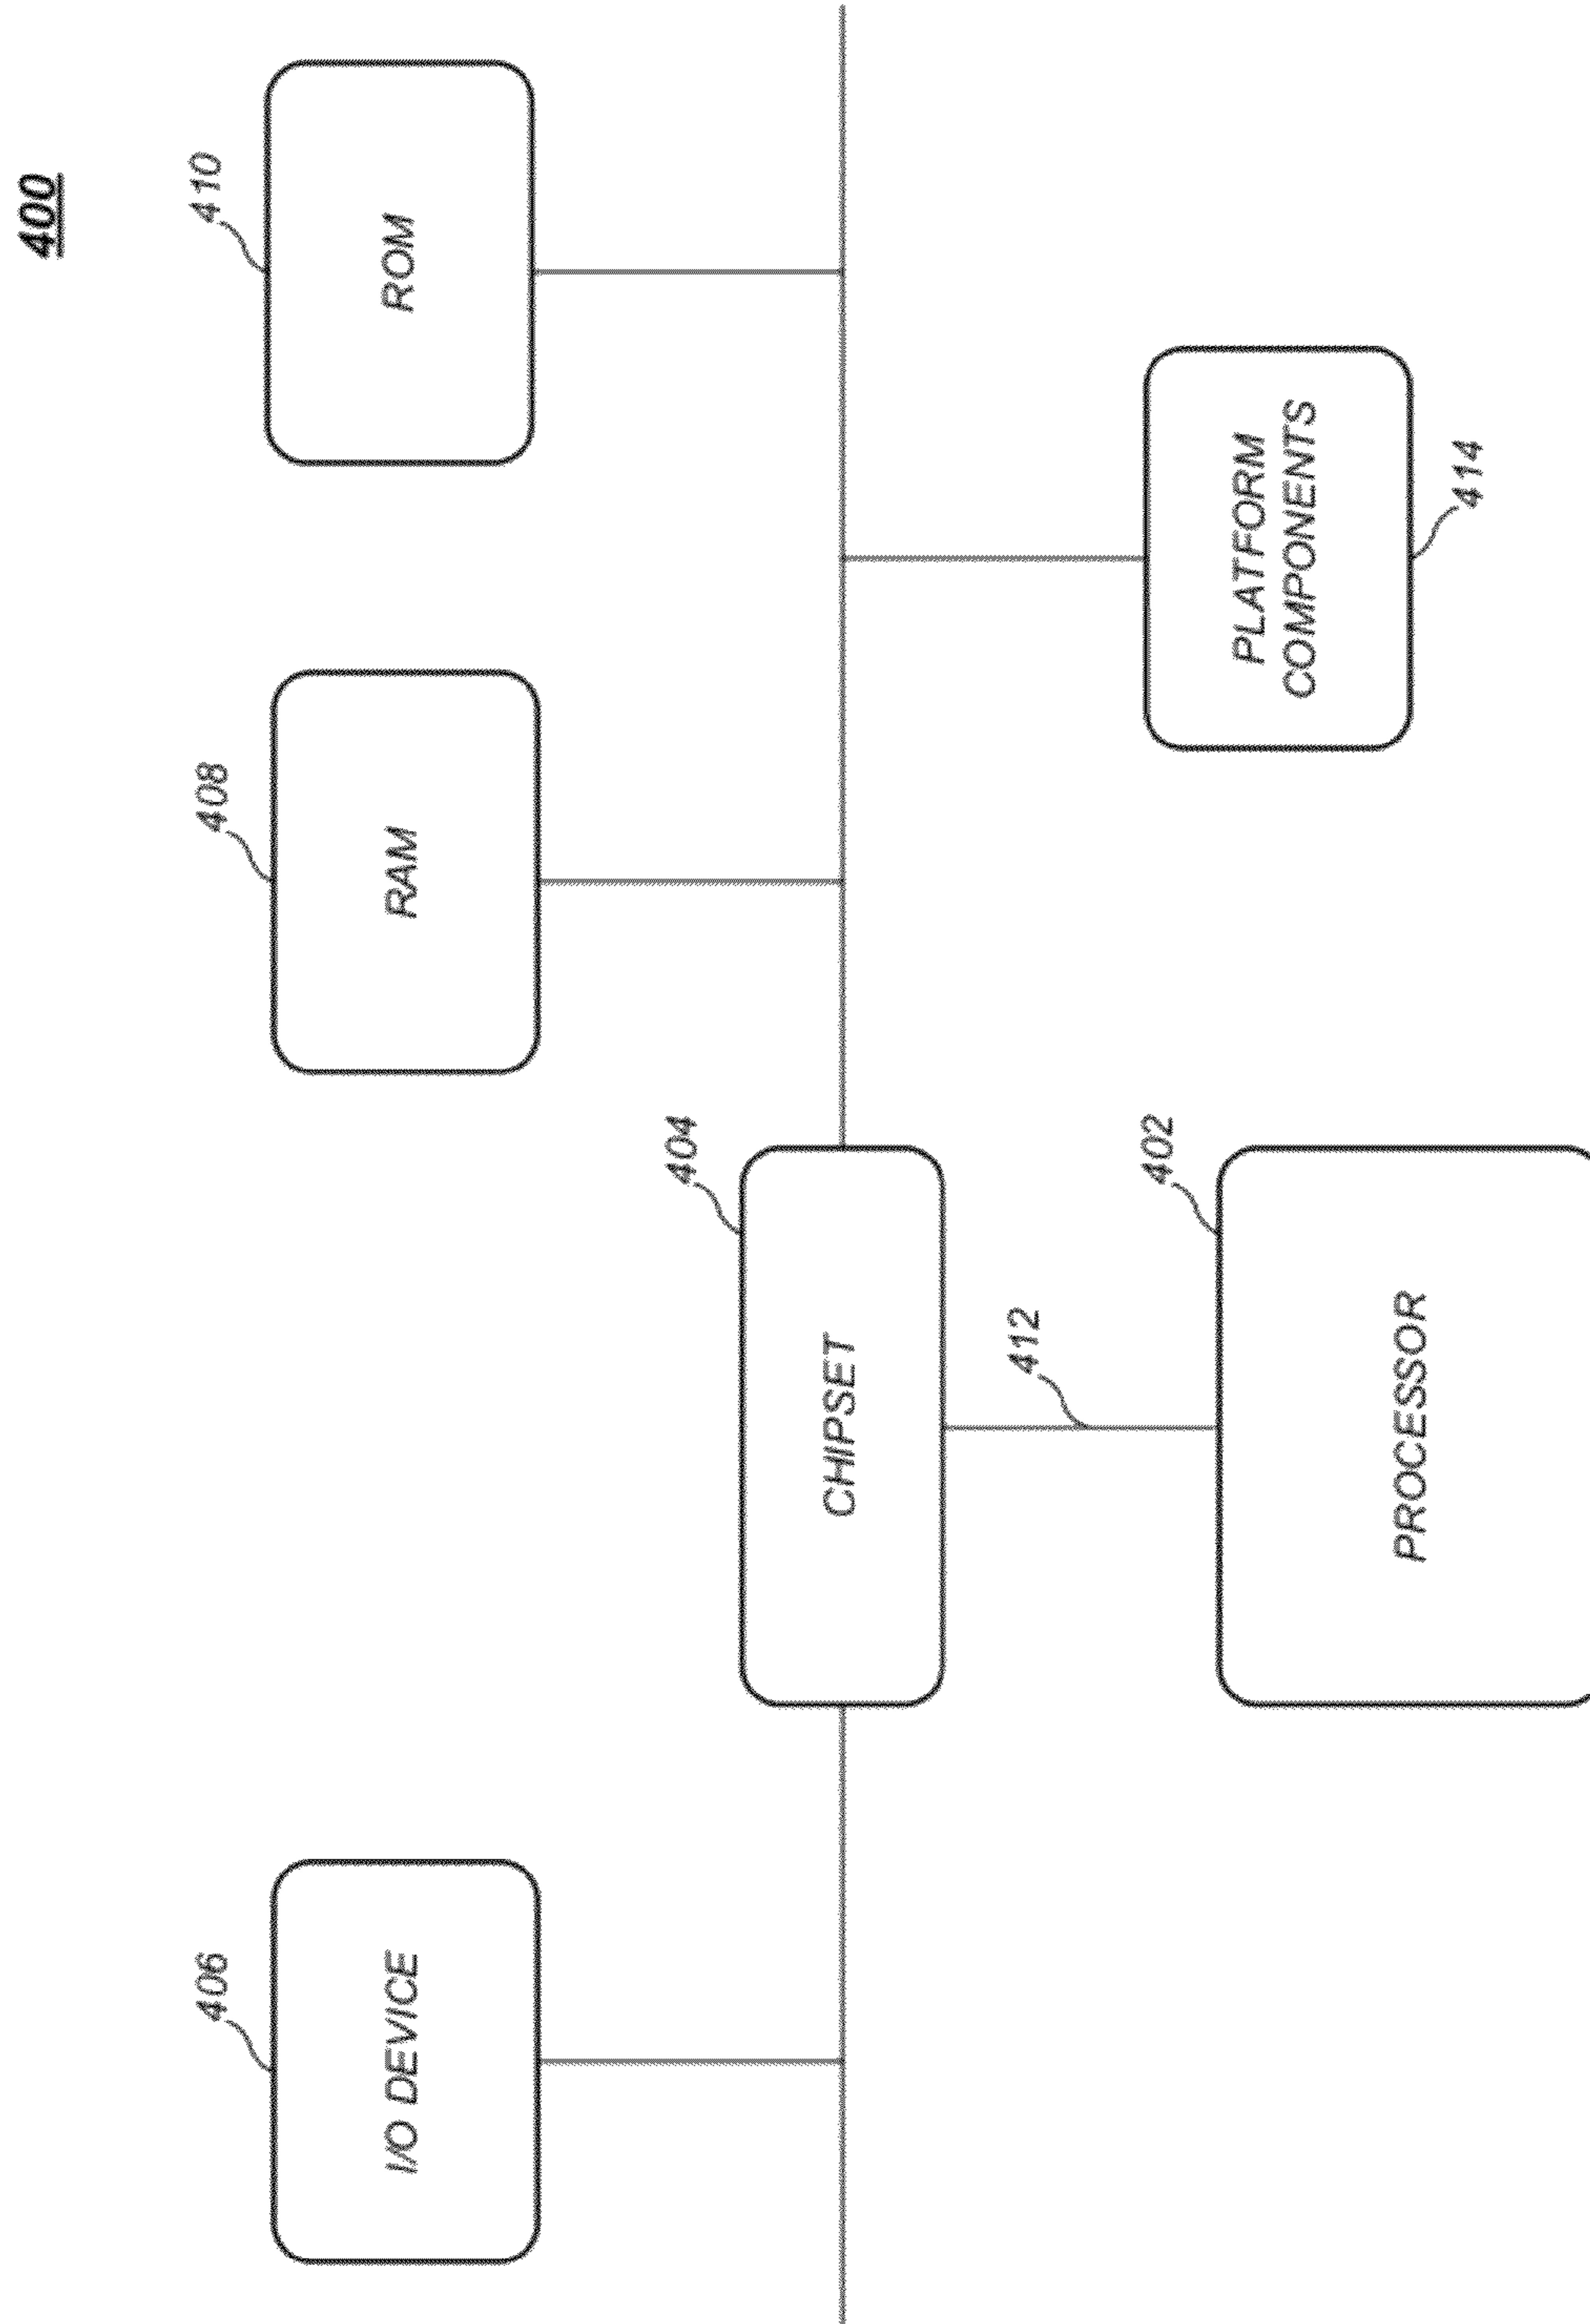 400
406
I/O DEVICE
408
RAM
410
ROM
404
CHIPSET
412
402
PROCESSOR
PLATFORM
COMPONENTS
414